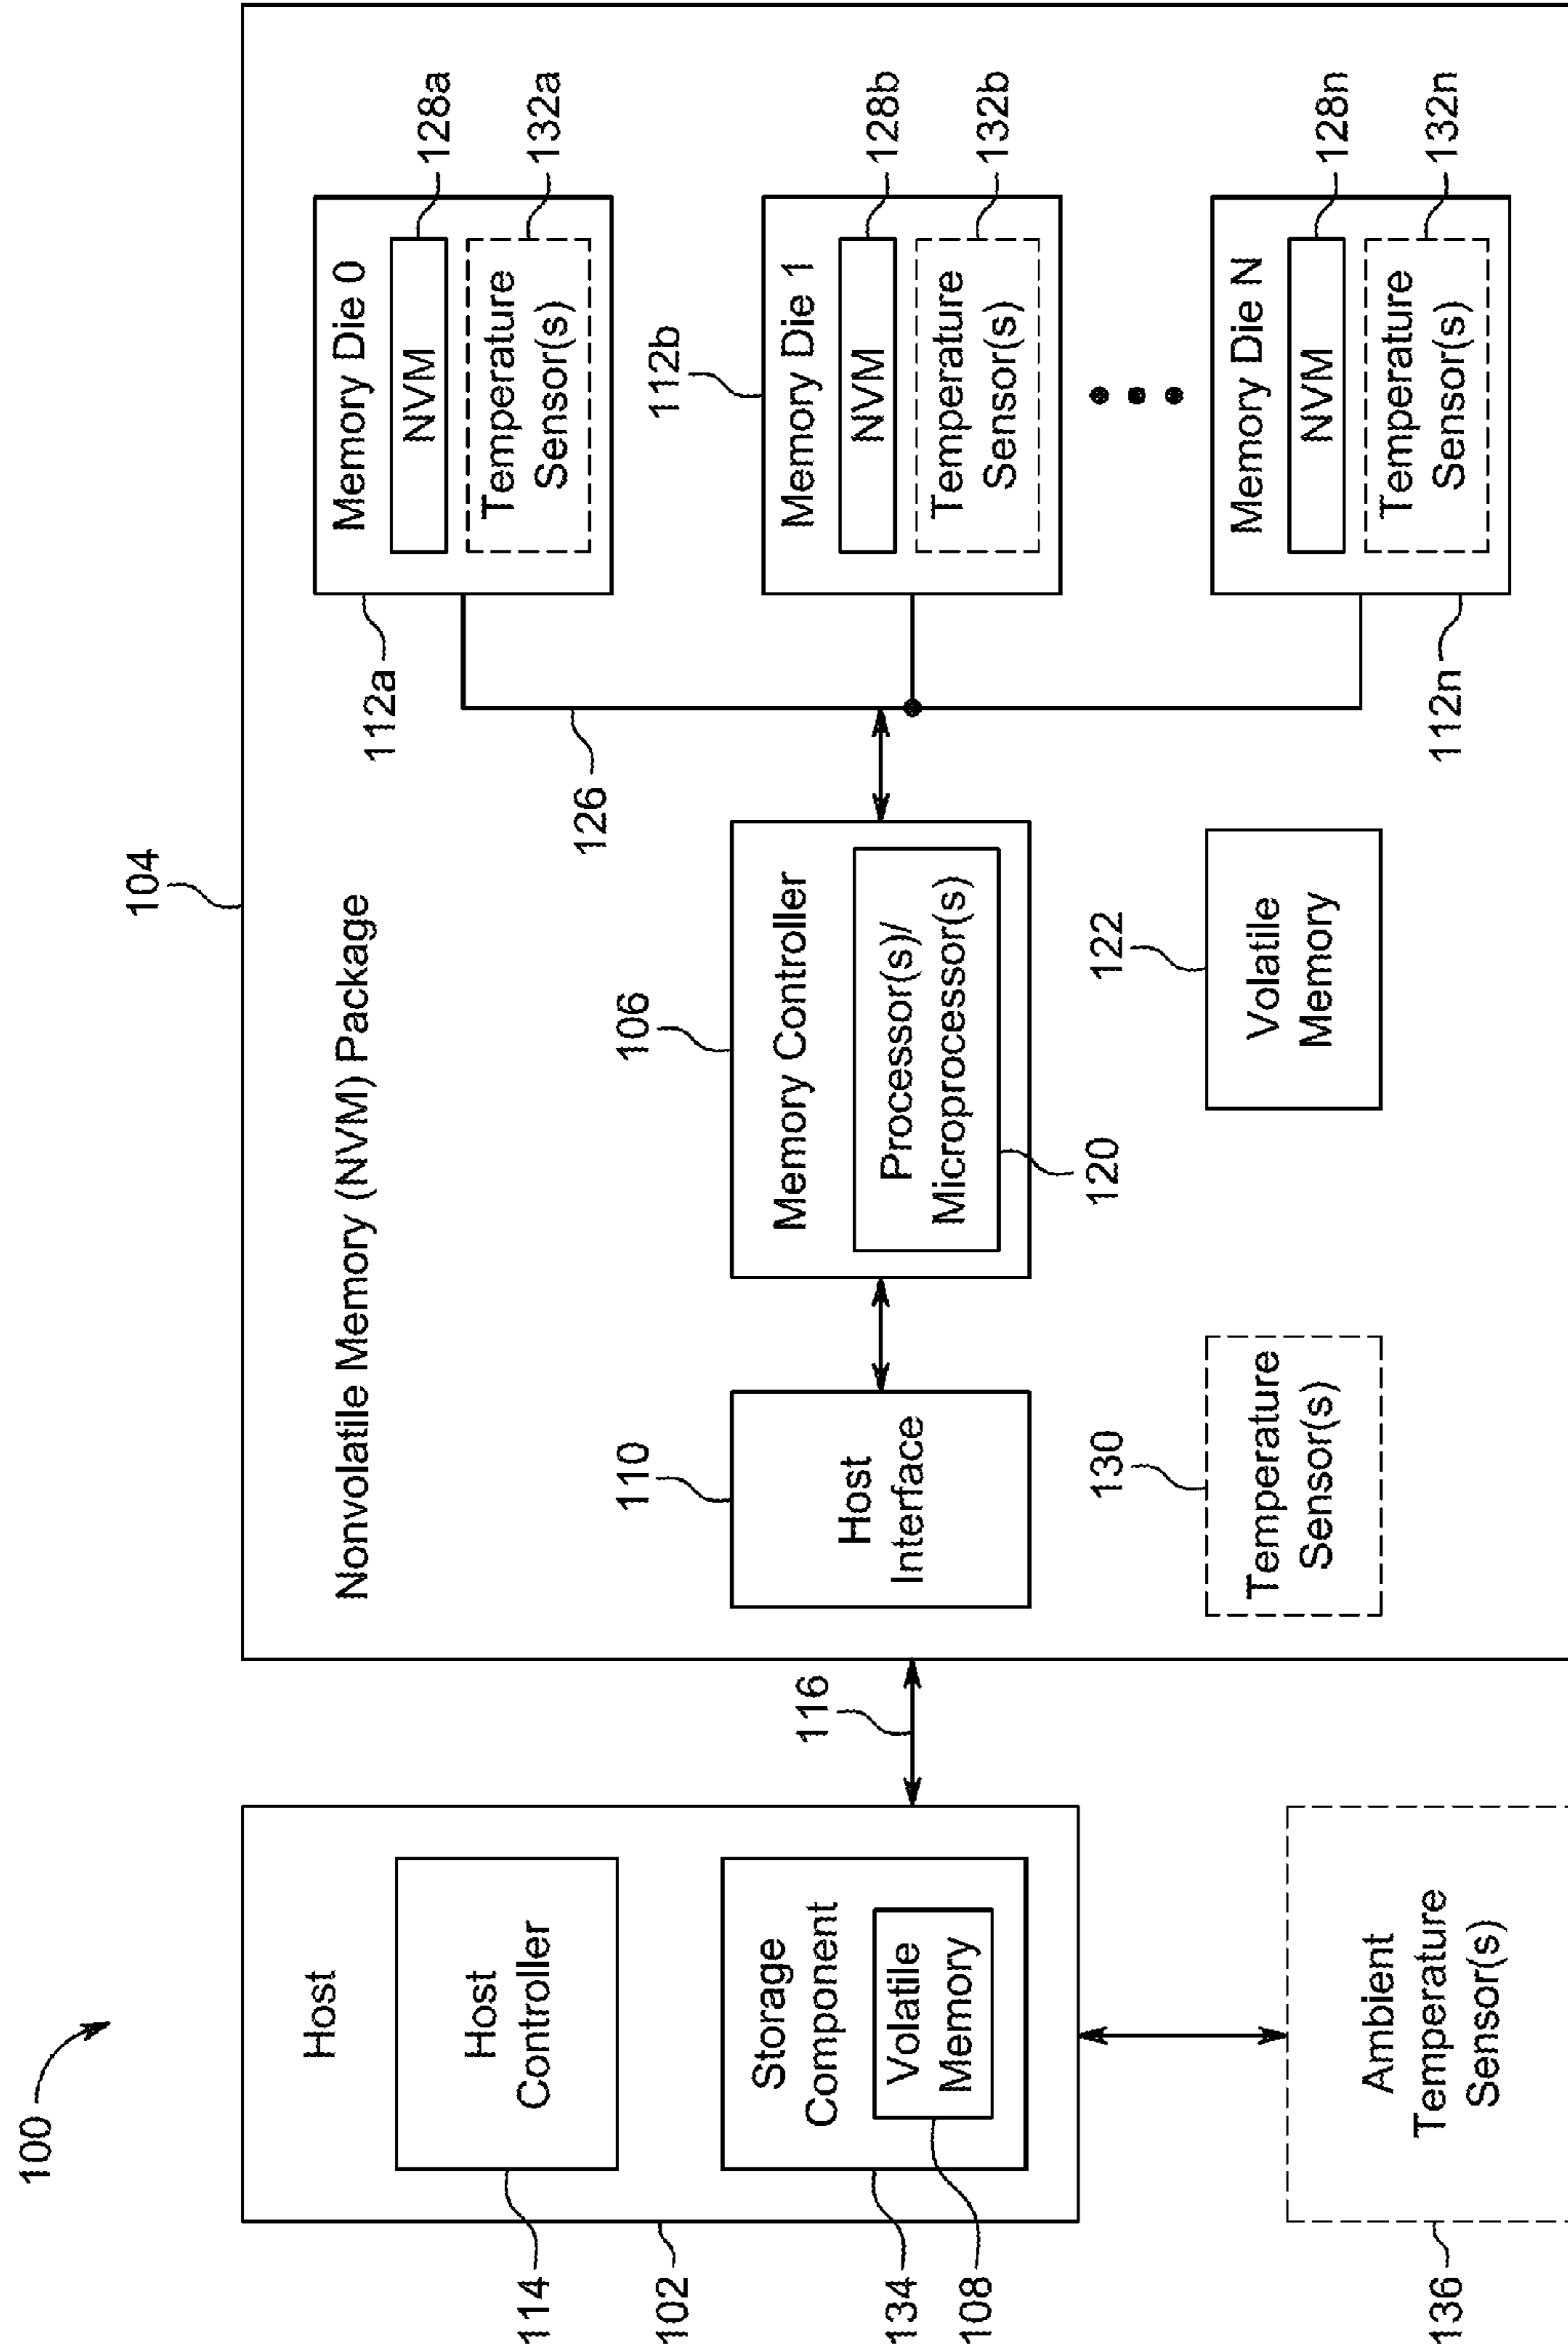 100
104
Host
Host
Controller
114
102
Storage
Component
Volatile
Memory
134
108
Ambient
Temperature
Sensor(s)
136
116
Nonvolatile Memory (NVM) Package
110
Host
Interface
106
Memory Controller
Processor(s)/
Microprocessor(s)
120
130
Temperature
Sensor(s)
122
Volatile
Memory
126
112a
Memory Die 0
NVM
Temperature
Sensor(s)
128a
132a
112b
Memory Die 1
NVM
Temperature
Sensor(s)
128b
132b
112n
Memory Die N
NVM
Temperature
Sensor(s)
128n
132n